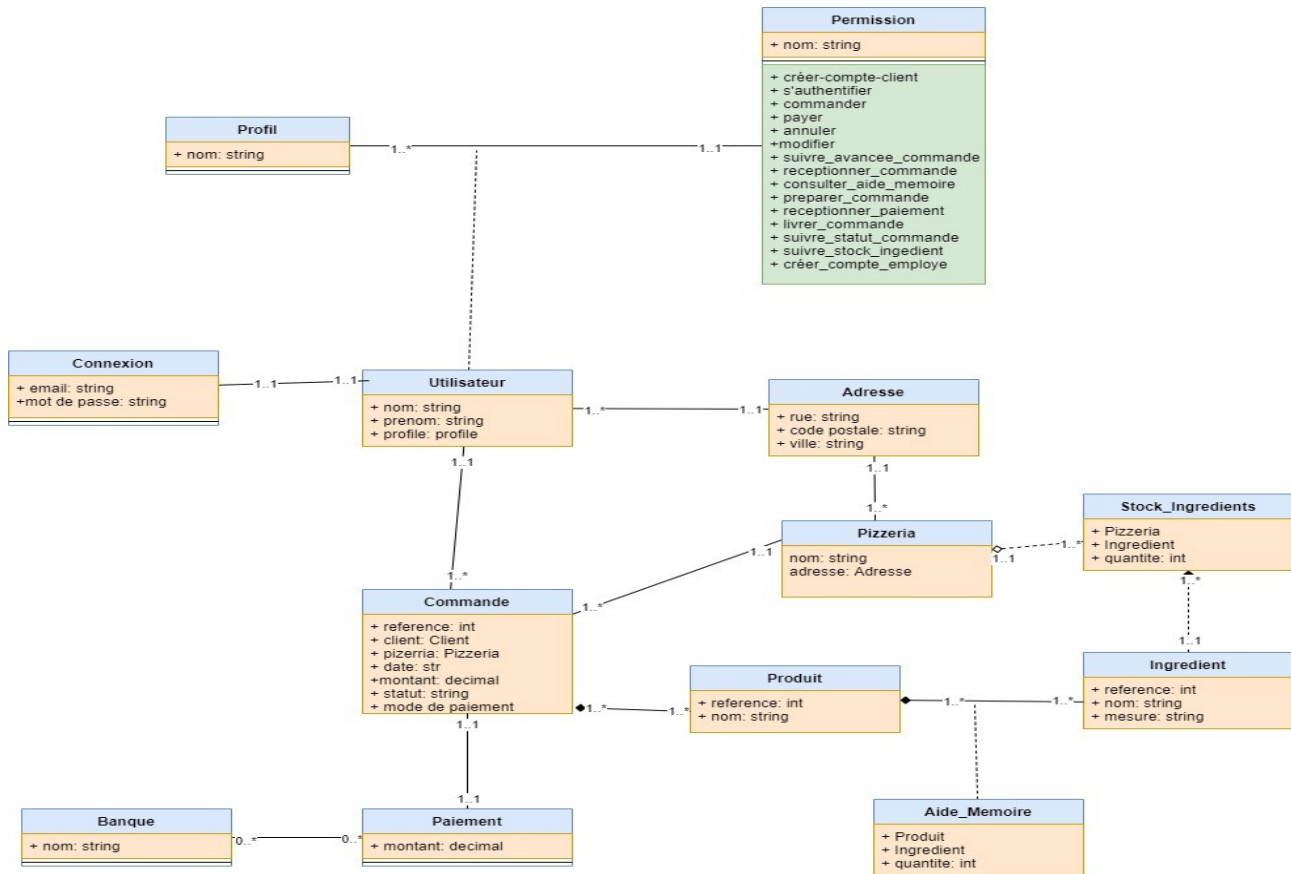 Permission
+ nom: string
+ créer-compte-client
+ s'authentifier
+ commander
+ payer
+ annuler
+modifier
+ suivre_avancee_commande
+ receptionner_commande
+ consulter_aide_memoire
+ preparer_commande
+ receptionner_paiement
+ livrer_commande
+ suivre_statut_commande
+ suivre_stock_ingedient
+ créer_compte_employe
Profil
+ nom: string
1..*
1..1
Connexion
+ email: string
+mot de passe: string
1..1
1..1
Utilisateur
+ nom: string
+ prenom: string
+ profile: profile
1..*
1..1
Adresse
+ rue: string
+ code postale: string
+ ville: string
1..1
1..*
1..1
1..*
Pizzeria
nom: string
adresse: Adresse
1..1
1..*
Stock_Ingredients
+ Pizzeria
+ Ingredient
+ quantite: int
1..*
1..1
1..1
1..*
Commande
+ reference: int
+ client: Client
+ pizerria: Pizzeria
+ date: str
+montant: decimal
+ statut: string
+ mode de paiement
1..*
1..*
Produit
+ reference: int
+ nom: string
1..*
1..*
Ingredient
+ reference: int
+ nom: string
+ mesure: string
1..1
1..1
Banque
+ nom: string
0..*
0..*
Paiement
+ montant: decimal
Aide_Memoire
+ Produit
+ Ingredient
+ quantite: int